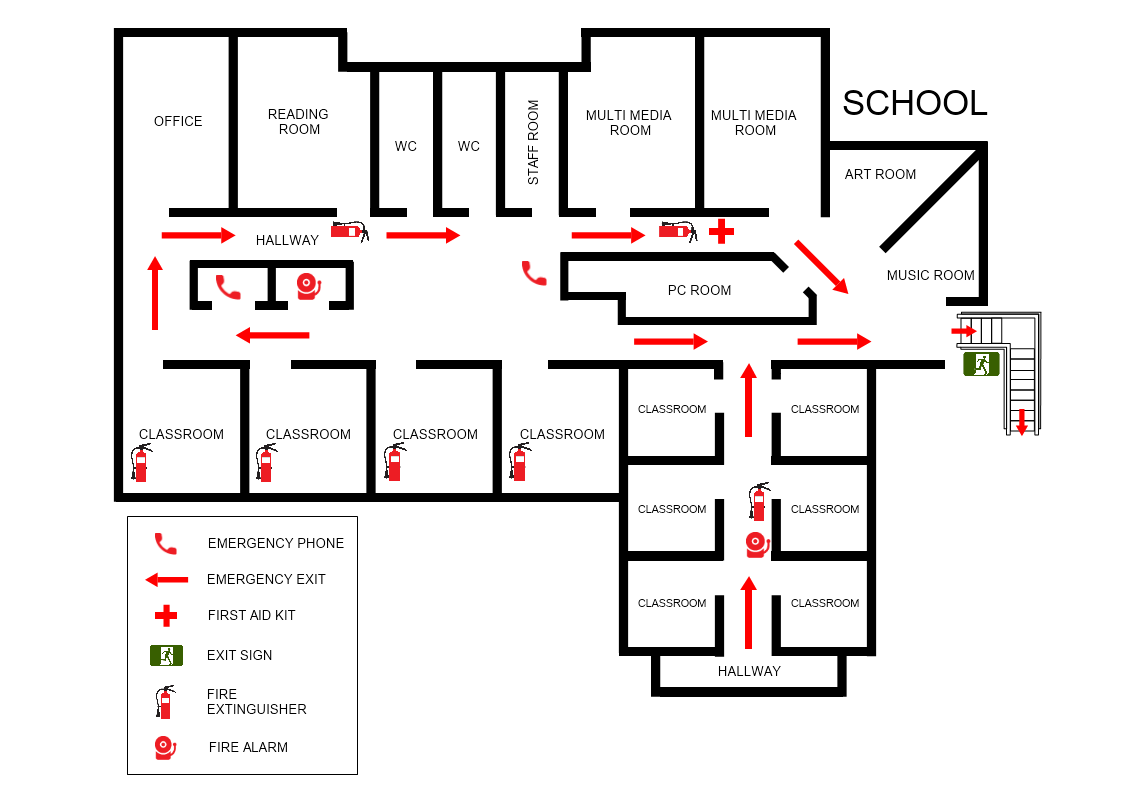 SCHOOL
OFFICE
READING
ROOM
WC
WC
STAFF ROOM
MULTI MEDIA
ROOM
MULTI MEDIA
ROOM
ART ROOM
MUSIC ROOM
HALLWAY
PC ROOM
CLASSROOM
CLASSROOM
CLASSROOM
CLASSROOM
CLASSROOM
CLASSROOM
CLASSROOM
CLASSROOM
CLASSROOM
CLASSROOM
HALLWAY
EMERGENCY PHONE
EMERGENCY EXIT
FIRST AID KIT
EXIT SIGN
FIRE
EXTINGUISHER
FIRE ALARM